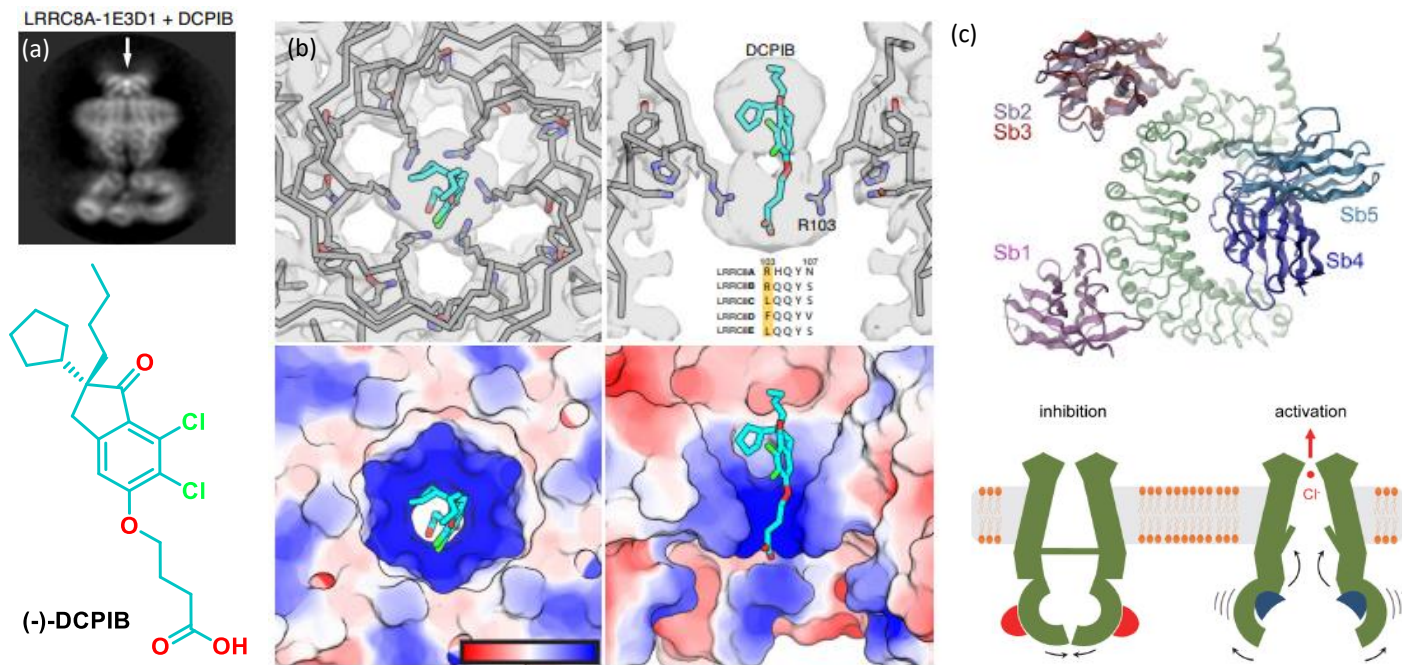 LRRC8A-1E3D1 + DCPIB
(a)
Cl
Cl
O
O
O
OH
(-)-DCPIB
(b)
DCPIB
R103
103 107
LRRC8A R H Q Y N
LRRC8B R Q Q Y S
LRRC8C L Q Q Y S
LRRC8D F Q Q Y V
LRRC8E L Q Q Y S
(c)
Sb2
Sb3
Sb5
Sb4
Sb1
inhibition
activation
Cl-